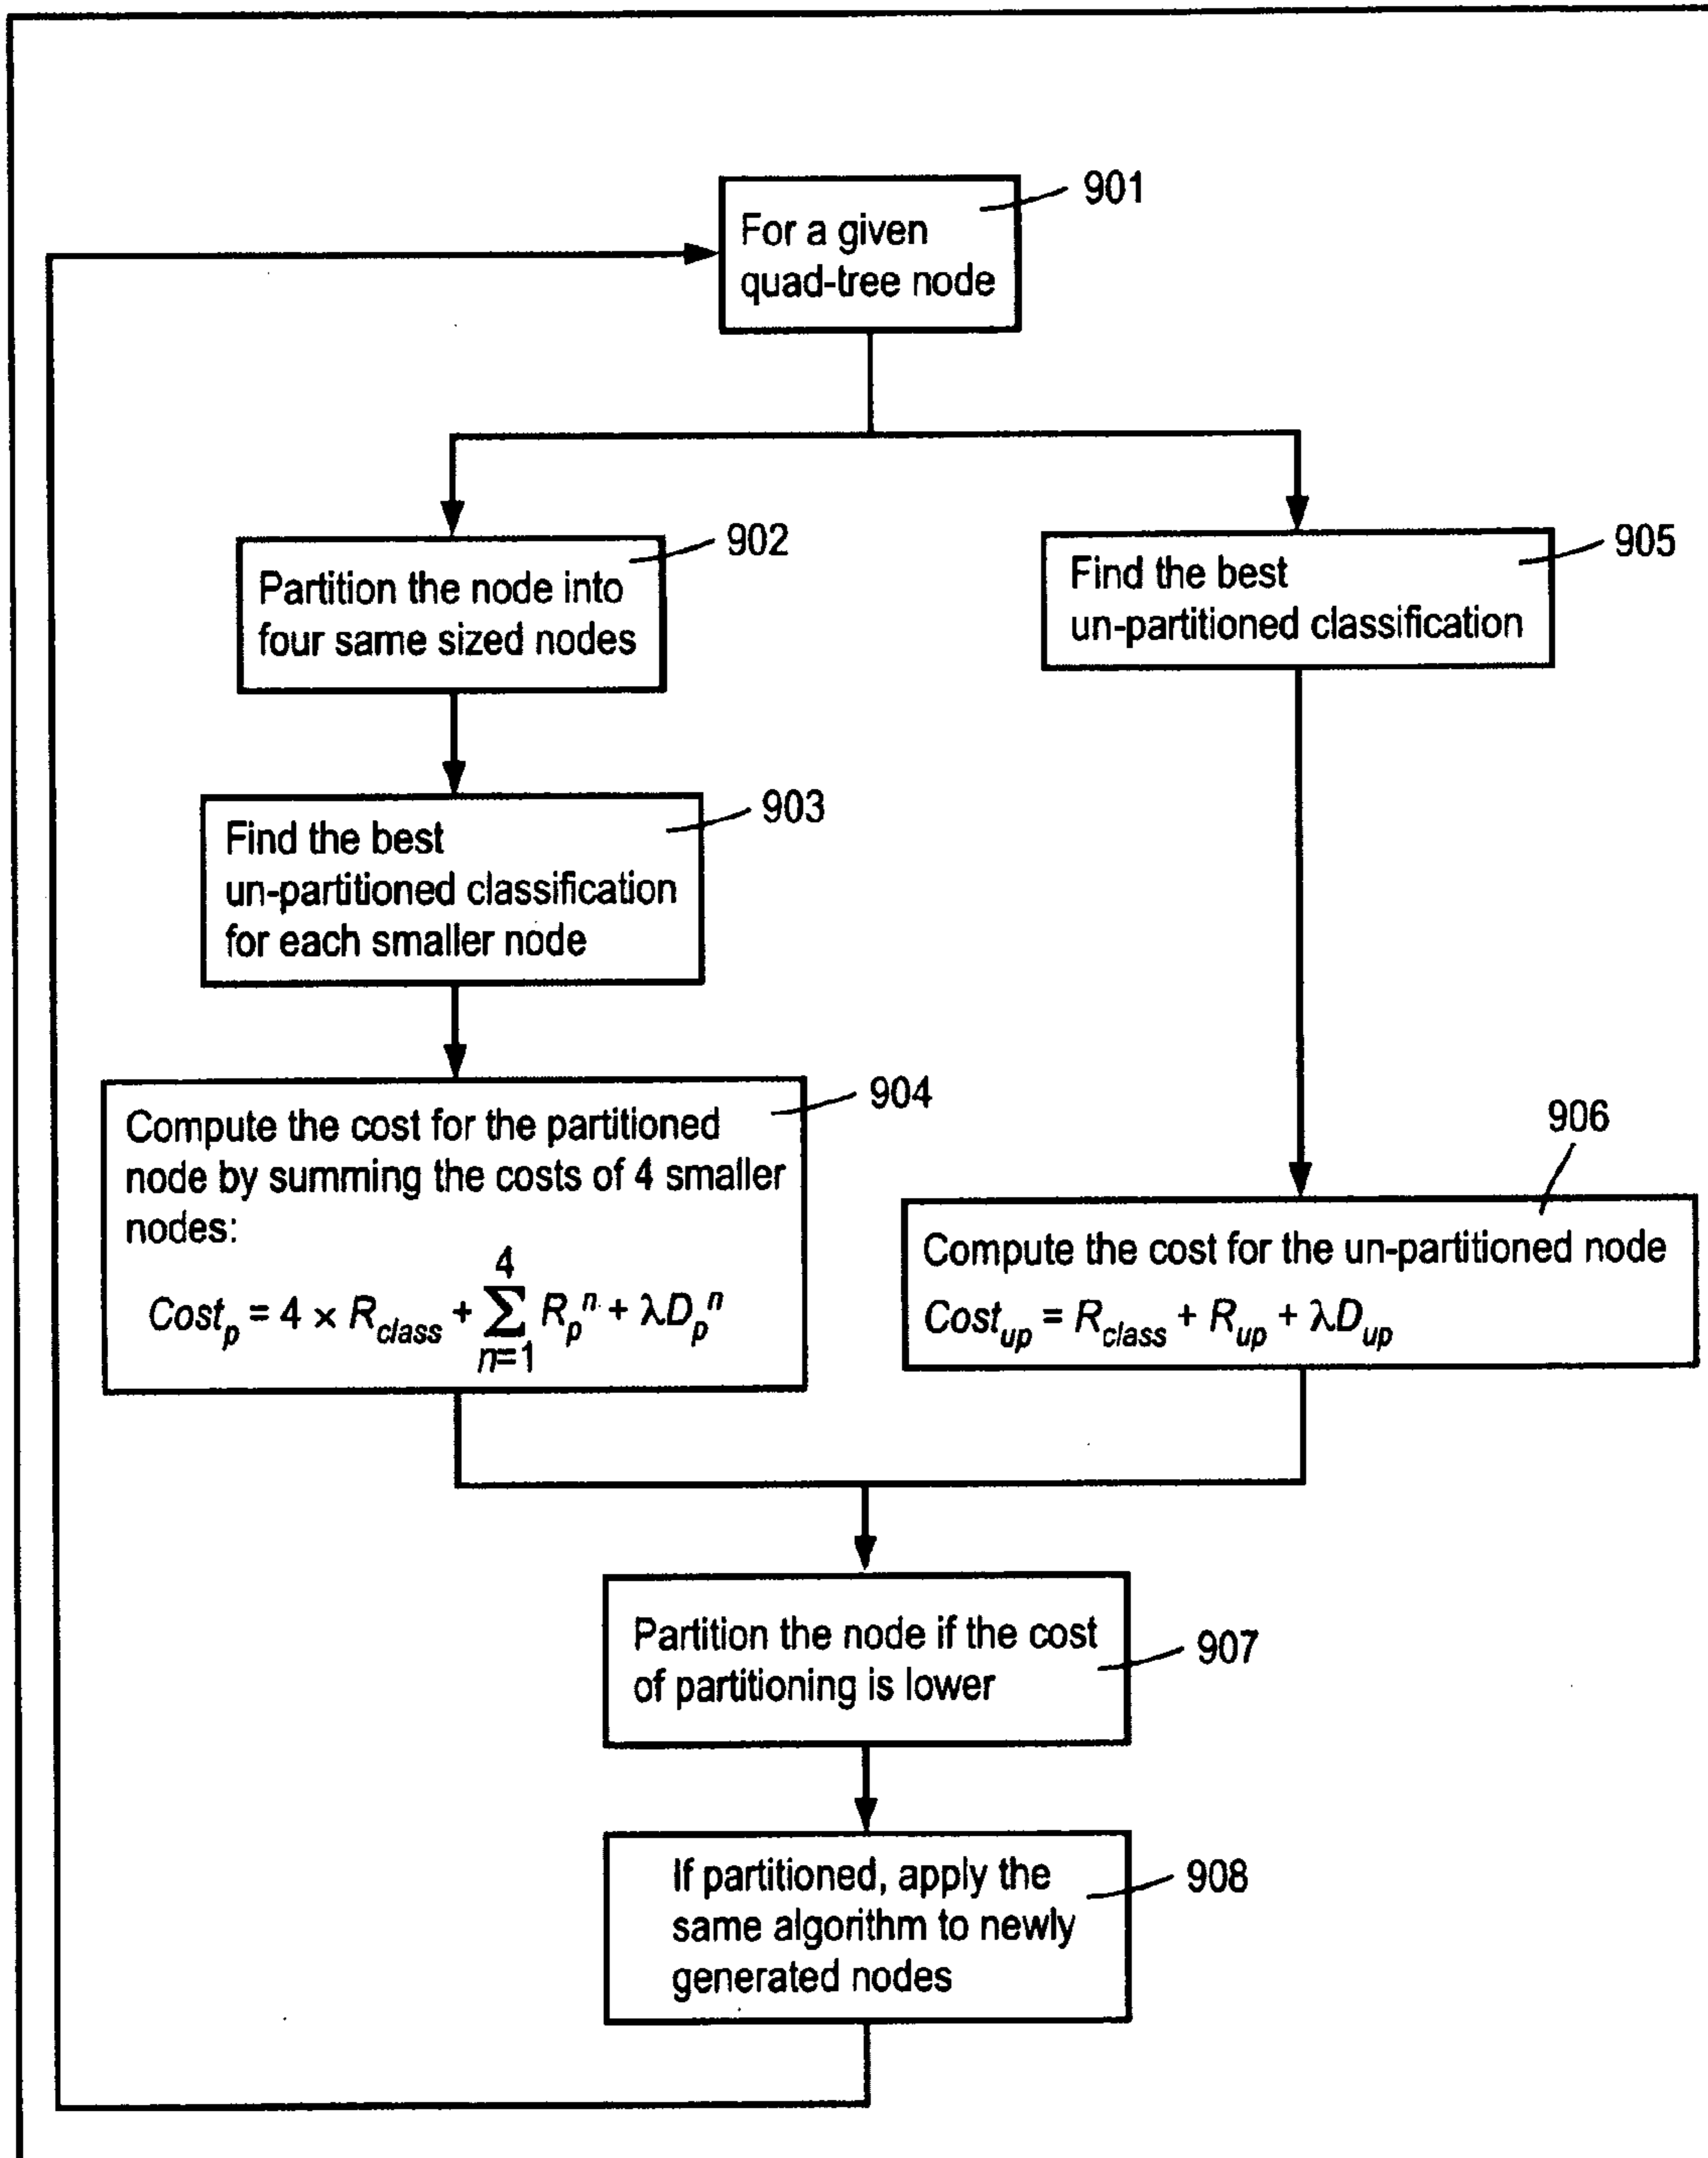 901
For a given
quad-tree node
902
Partition the node into
four same sized nodes
905
Find the best
un-partitioned classification
903
Find the best
un-partitioned classification
for each smaller node
904
Compute the cost for the partitioned
node by summing the costs of 4 smaller
nodes:
Cost_p = 4 × R_class + ∑_{n=1}^{4} R_p^n + λD_p^n
906
Compute the cost for the un-partitioned node
Cost_up = R_class + R_up + λD_up
907
Partition the node if the cost
of partitioning is lower
908
If partitioned, apply the
same algorithm to newly
generated nodes